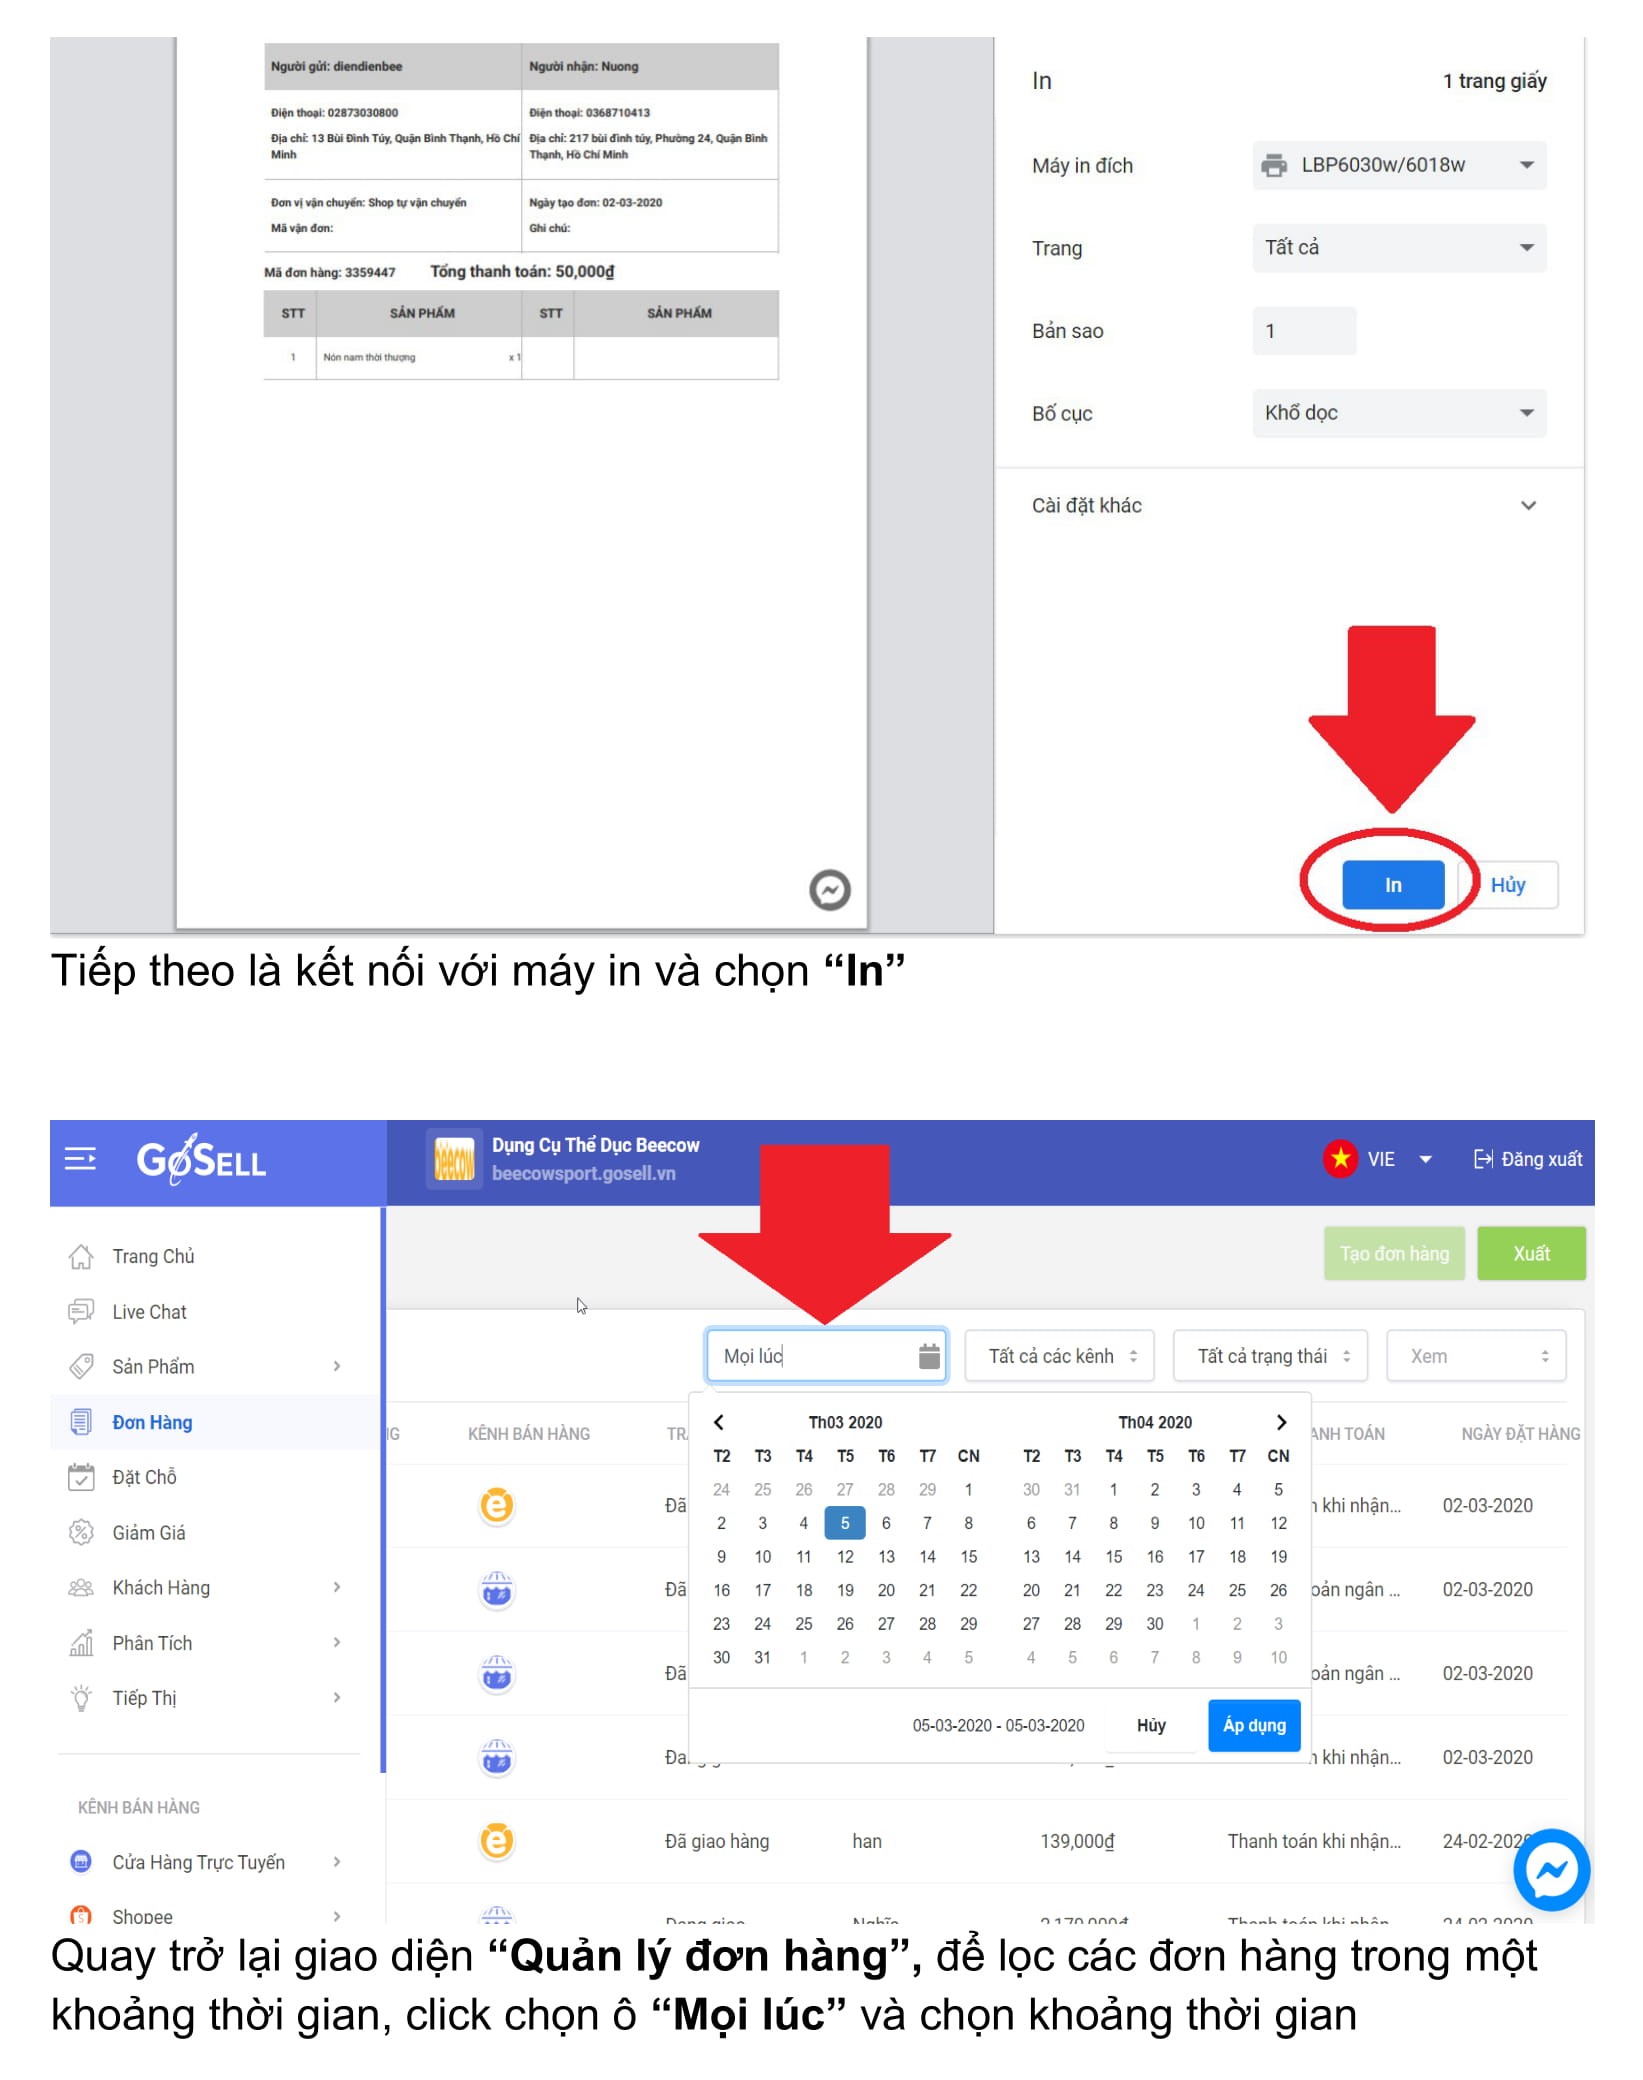 Người gửi: diendienbee
Người nhận: Nuong
Điện thoại: 02873030800
Địa chỉ: 13 Bùi Đình Túy, Quận Bình Thạnh, Hồ Chí
Minh
Điện thoại: 0368710413
Địa chỉ: 217 bùi đình túy, Phường 24, Quận Bình
Thạnh, Hồ Chí Minh
Đơn vị vận chuyển: Shop tự vận chuyển
Mã vận đơn:
Ngày tạo đơn: 02-03-2020
Ghi chú:
Mã đơn hàng: 3359447 Tổng thanh toán: 50,000₫
STT SẢN PHẨM STT SẢN PHẨM
1 Nón nam thời thượng x 1
In 1 trang giấy
Máy in đích LBP6030w/6018w
Trang Tất cả
Bản sao 1
Bố cục Khổ dọc
Cài đặt khác
In Hủy
Tiếp theo là kết nối với máy in và chọn “In”
GoSELL
beecow
Dụng Cụ Thể Dục Beecow
beecowsport.gosell.vn
VIE Đăng xuất
Trang Chủ
Live Chat
Sản Phẩm
Đơn Hàng
Đặt Chỗ
Giảm Giá
Khách Hàng
Phân Tích
Tiếp Thị
KÊNH BÁN HÀNG
Cửa Hàng Trực Tuyến
Shopee
Tạo đơn hàng Xuất
Mọi lúc Tất cả các kênh Tất cả trạng thái Xem
NG KÊNH BÁN HÀNG TR ANH TOÁN NGÀY ĐẶT HÀNG
Th03 2020 Th04 2020
T2 T3 T4 T5 T6 T7 CN T2 T3 T4 T5 T6 T7 CN
24 25 26 27 28 29 1 30 31 1 2 3 4 5
2 3 4 5 6 7 8 6 7 8 9 10 11 12
9 10 11 12 13 14 15 13 14 15 16 17 18 19
16 17 18 19 20 21 22 20 21 22 23 24 25 26
23 24 25 26 27 28 29 27 28 29 30 1 2 3
30 31 1 2 3 4 5 4 5 6 7 8 9 10
05-03-2020 - 05-03-2020 Hủy Áp dụng
Đã khi nhận... 02-03-2020
Đã oản ngân ... 02-03-2020
Đã oản ngân ... 02-03-2020
khi nhận... 02-03-2020
Đã giao hàng han 139,000₫ Thanh toán khi nhận... 24-02-2020
Quay trở lại giao diện “Quản lý đơn hàng”, để lọc các đơn hàng trong một
khoảng thời gian, click chọn ô “Mọi lúc” và chọn khoảng thời gian